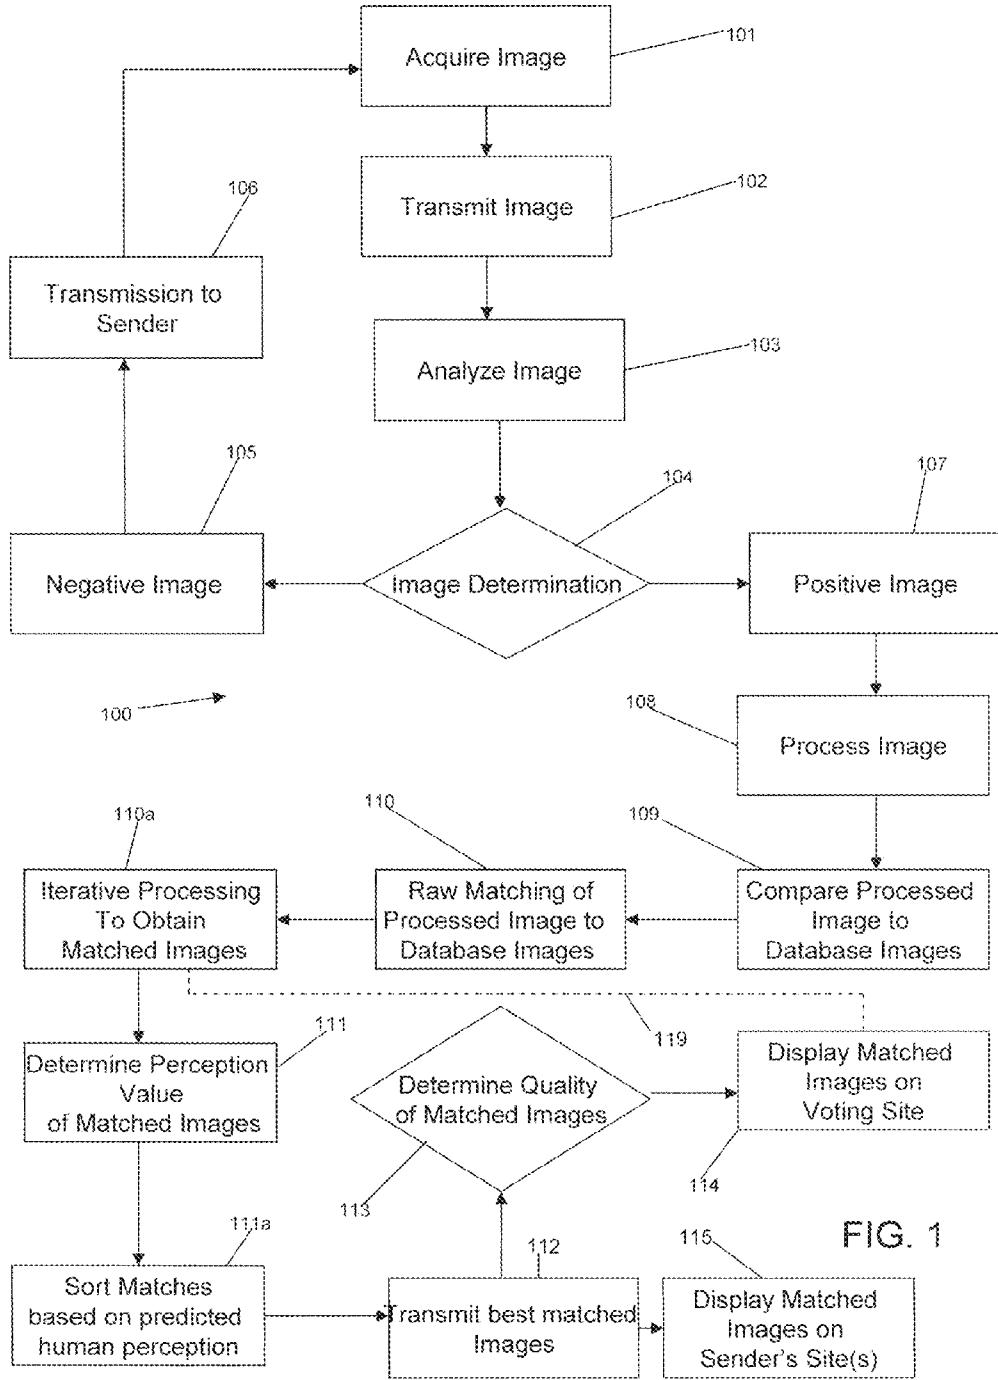 Acquire Image
101
Transmit Image
102
106
Transmission to
Sender
Analyze Image
103
105
104
107
Negative Image
Image Determination
Positive Image
100
108
Process Image
110a
110
109
Iterative Processing
To Obtain
Matched Images
Raw Matching of
Processed Image to
Database Images
Compare Processed
Image to
Database Images
111
119
Determine Perception
Value
of Matched Images
Determine Quality
of Matched Images
Display Matched
Images on
Voting Site
113
114
111a
112
115
FIG. 1
Sort Matches
based on predicted
human perception
Transmit best matched
Images
Display Matched
Images on
Sender's Site(s)